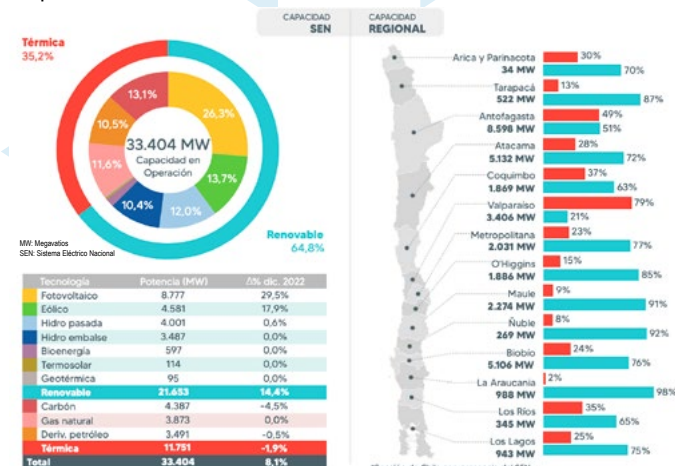 CAPACIDAD
SEN
CAPACIDAD
REGIONAL
Térmica
35,2%
13,1%
26,3%
10,5%
33.404 MW
Capacidad en
Operación
11,6%
13,7%
10,4%
12,0%
Renovable
64,8%
MW: Megavatios
SEN: Sistema Eléctrico Nacional
Tecnología Potencia (MW) Δ% dic. 2022
Fotovoltaico 8.777 29,5%
Eólico 4.581 17,9%
Hidro pasada 4.001 0,6%
Hidro embalse 3.487 0,0%
Bioenergía 597 0,0%
Termosolar 114 0,0%
Geotérmica 95 0,0%
Renovable 21.653 14,4%
Carbón 4.387 -4,5%
Gas natural 3.873 0,0%
Deriv. petróleo 3.491 -0,5%
Térmica 11.751 -1,9%
Total 33.404 8,1%
Arica y Parinacota 30%
34 MW 70%
Tarapacá 13%
522 MW 87%
Antofagasta 49%
8.598 MW 51%
Atacama 28%
5.132 MW 72%
Coquimbo 37%
1.869 MW 63%
Valparaíso 79%
3.406 MW 21%
Metropolitana 23%
2.031 MW 77%
O'Higgins 15%
1.886 MW 85%
Maule 9%
2.274 MW 91%
Ñuble 8%
269 MW 92%
Biobío 24%
5.106 MW 76%
La Araucanía 2%
988 MW 98%
Los Ríos 35%
345 MW 65%
Los Lagos 25%
943 MW 75%